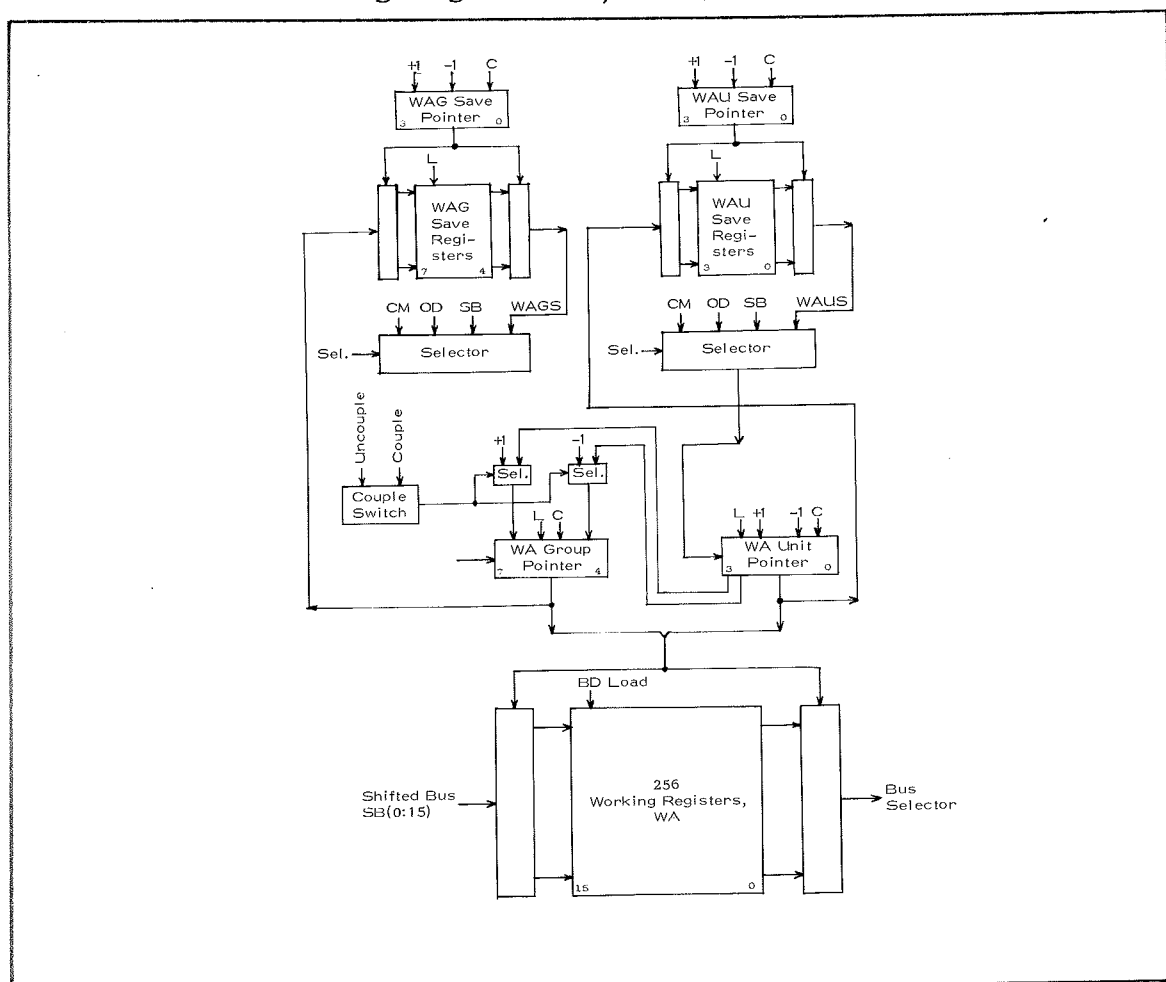 +1 -1 C
WAG Save
Pointer
3 0
+1 -1 C
WAU Save
Pointer
3 0
L
WAG
Save
Regi-
sters
7 4
L
WAU
Save
Regi-
sters
3 0
CM OD SB WAGS
Sel.
Selector
CM OD SB WAUS
Sel.
Selector
Uncouple
Couple
Couple
Switch
+1
Sel.
-1
Sel.
L C
WA Group
Pointer
7 4
L +1 -1 C
WA Unit
Pointer
3 0
BD Load
Shifted Bus
SB(0:15)
256
Working Registers,
WA
15 0
Bus
Selector